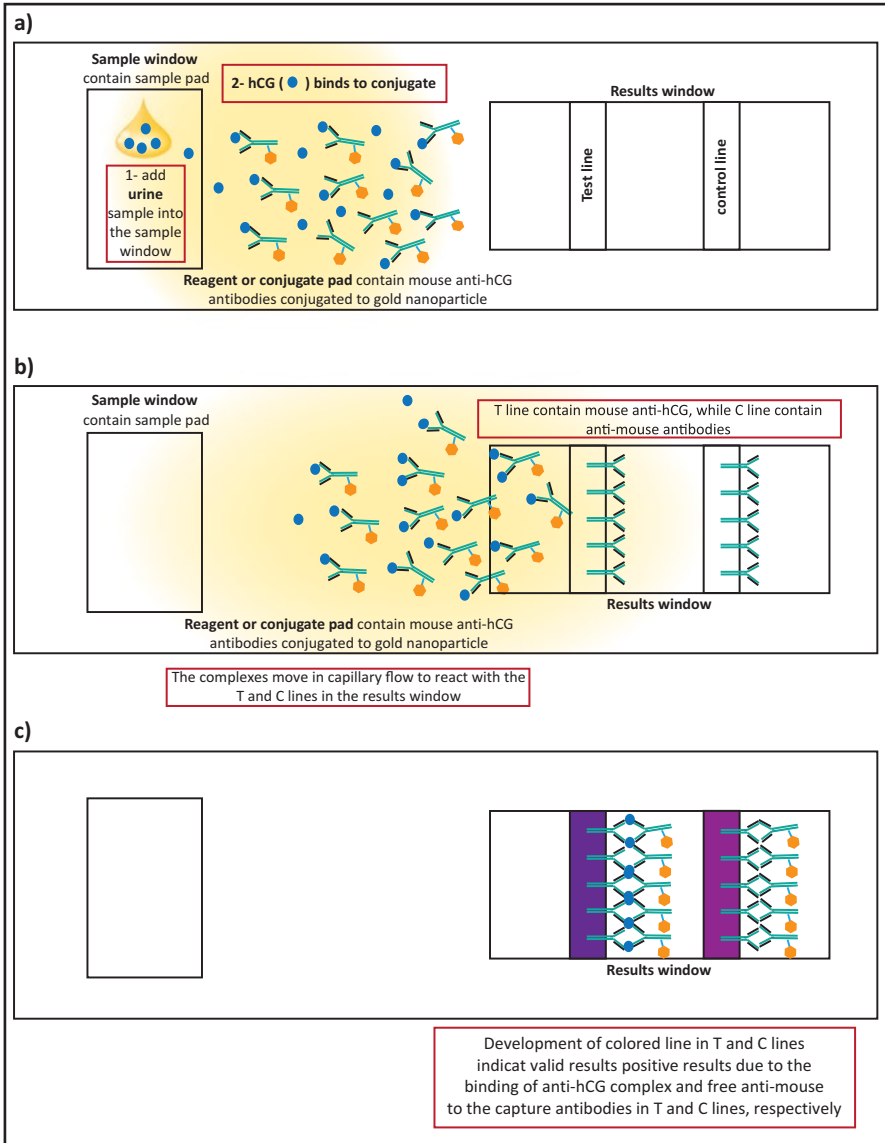 a)
Sample window
contain sample pad
2- hCG ( ) binds to conjugate
1- add
urine
sample into
the sample
window
Results window
Test line
control line
Reagent or conjugate pad contain mouse anti-hCG
antibodies conjugated to gold nanoparticle
b)
Sample window
contain sample pad
T line contain mouse anti-hCG, while C line contain
anti-mouse antibodies
Results window
Reagent or conjugate pad contain mouse anti-hCG
antibodies conjugated to gold nanoparticle
The complexes move in capillary flow to react with the
T and C lines in the results window
c)
Results window
Development of colored line in T and C lines
indicat valid results positive results due to the
binding of anti-hCG complex and free anti-mouse
to the capture antibodies in T and C lines, respectively